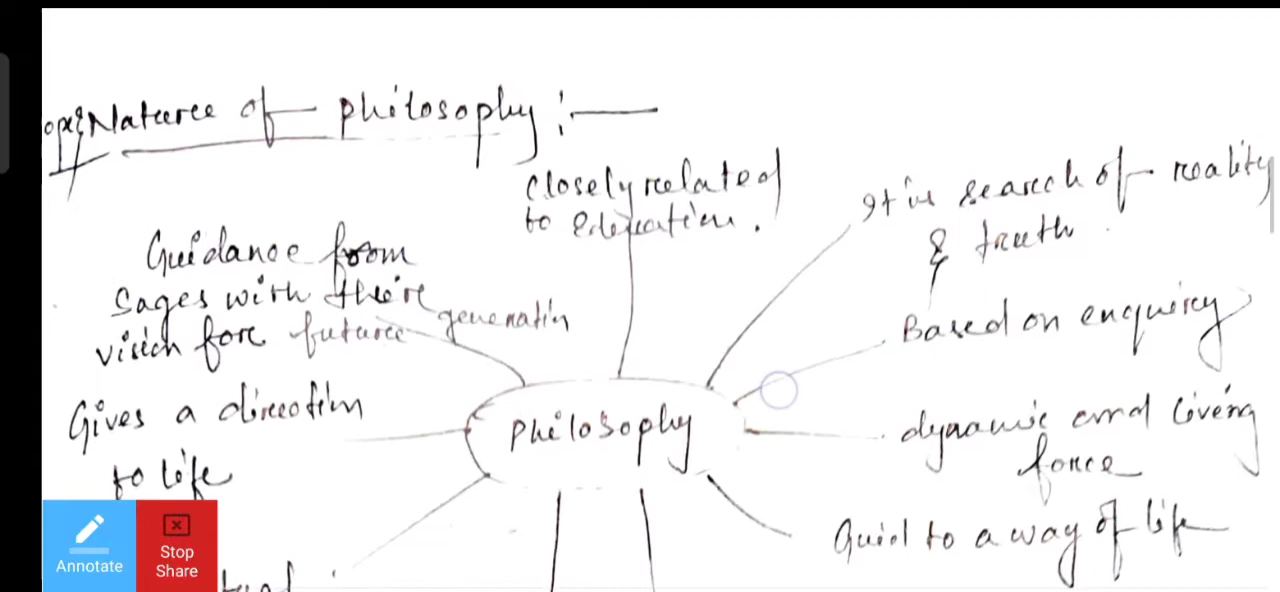 Nature of philosophy :—
Closely related
to Education.
It is search of reality
& truth
Guidance from
sages with their
vision for future generation
Based on enquiry
Gives a direction
to life
Philosophy
dynamic and living
force
Guid to a way of life
Annotate
Stop
Share